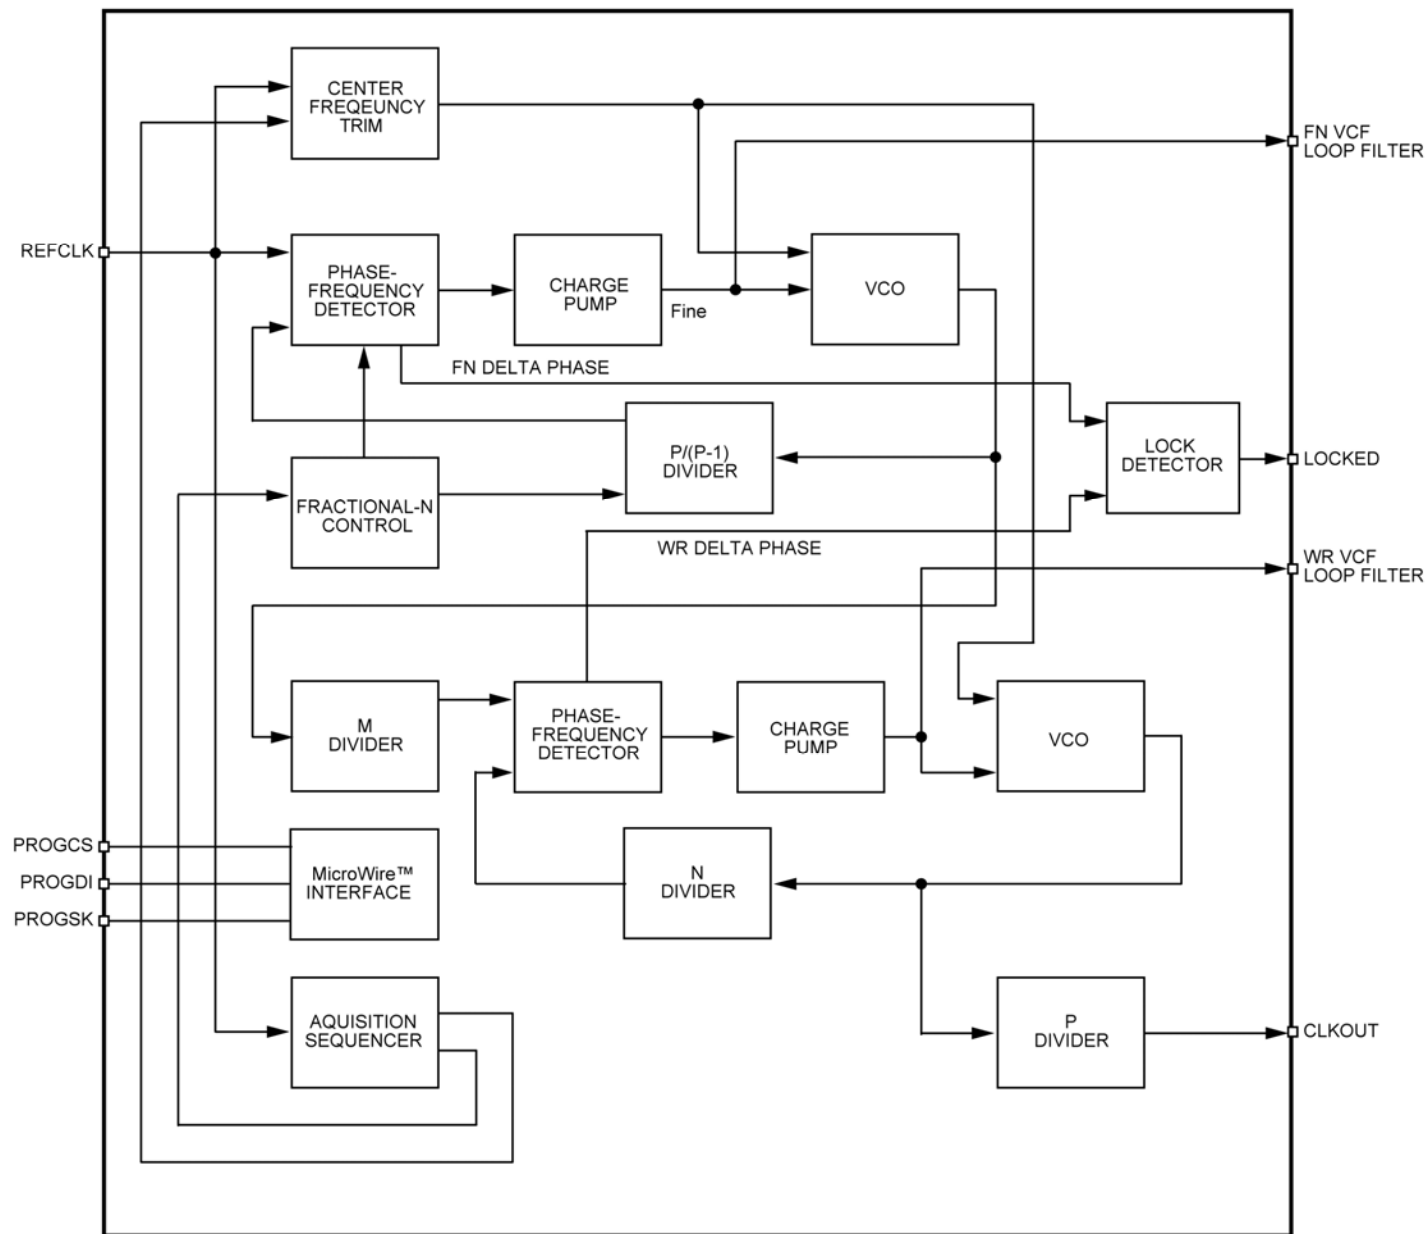 CENTER
FREQEUNCY
TRIM
FN VCF
LOOP FILTER
REFCLK
PHASE-
FREQUENCY
DETECTOR
CHARGE
PUMP
Fine
VCO
FN DELTA PHASE
P/(P-1)
DIVIDER
LOCK
DETECTOR
LOCKED
FRACTIONAL-N
CONTROL
WR DELTA PHASE
WR VCF
LOOP FILTER
M
DIVIDER
PHASE-
FREQUENCY
DETECTOR
CHARGE
PUMP
VCO
PROGCS
PROGDI
PROGSK
MicroWire™
INTERFACE
N
DIVIDER
AQUISITION
SEQUENCER
P
DIVIDER
CLKOUT